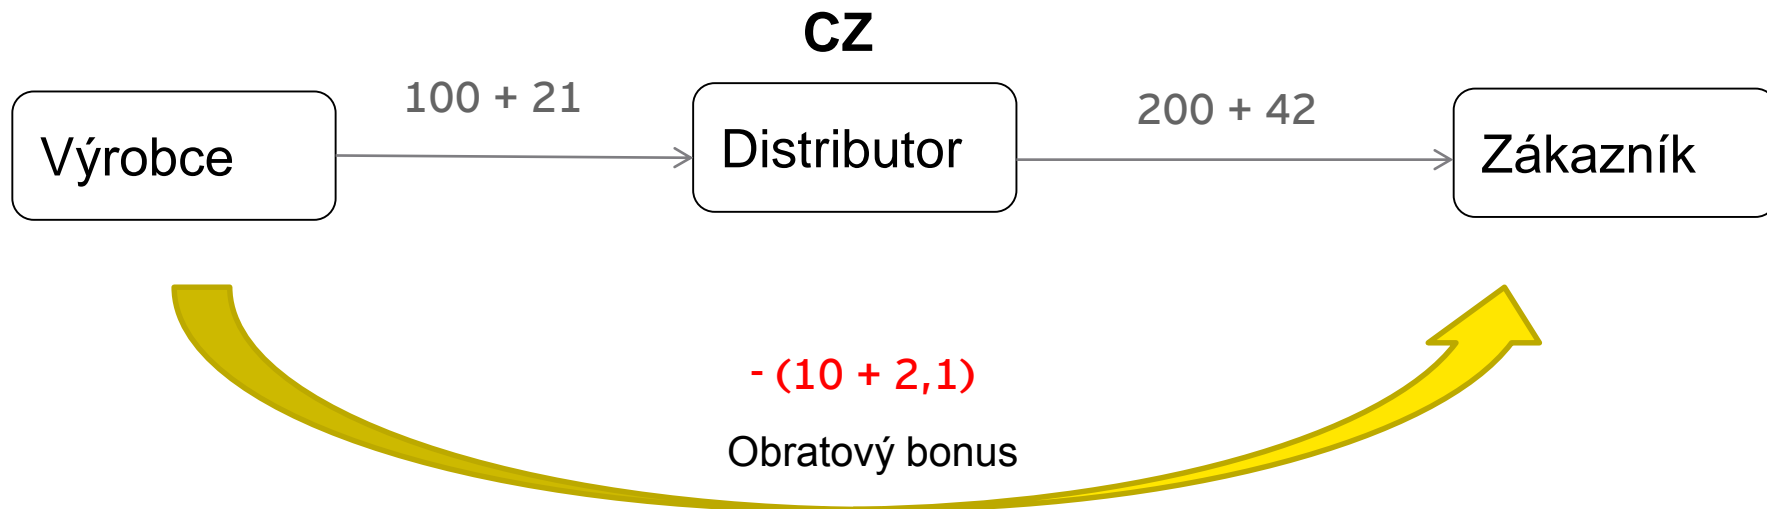 CZ
100 + 21
200 + 42
Výrobce
Distributor
Zákazník
- (10 + 2,1)
Obratový bonus